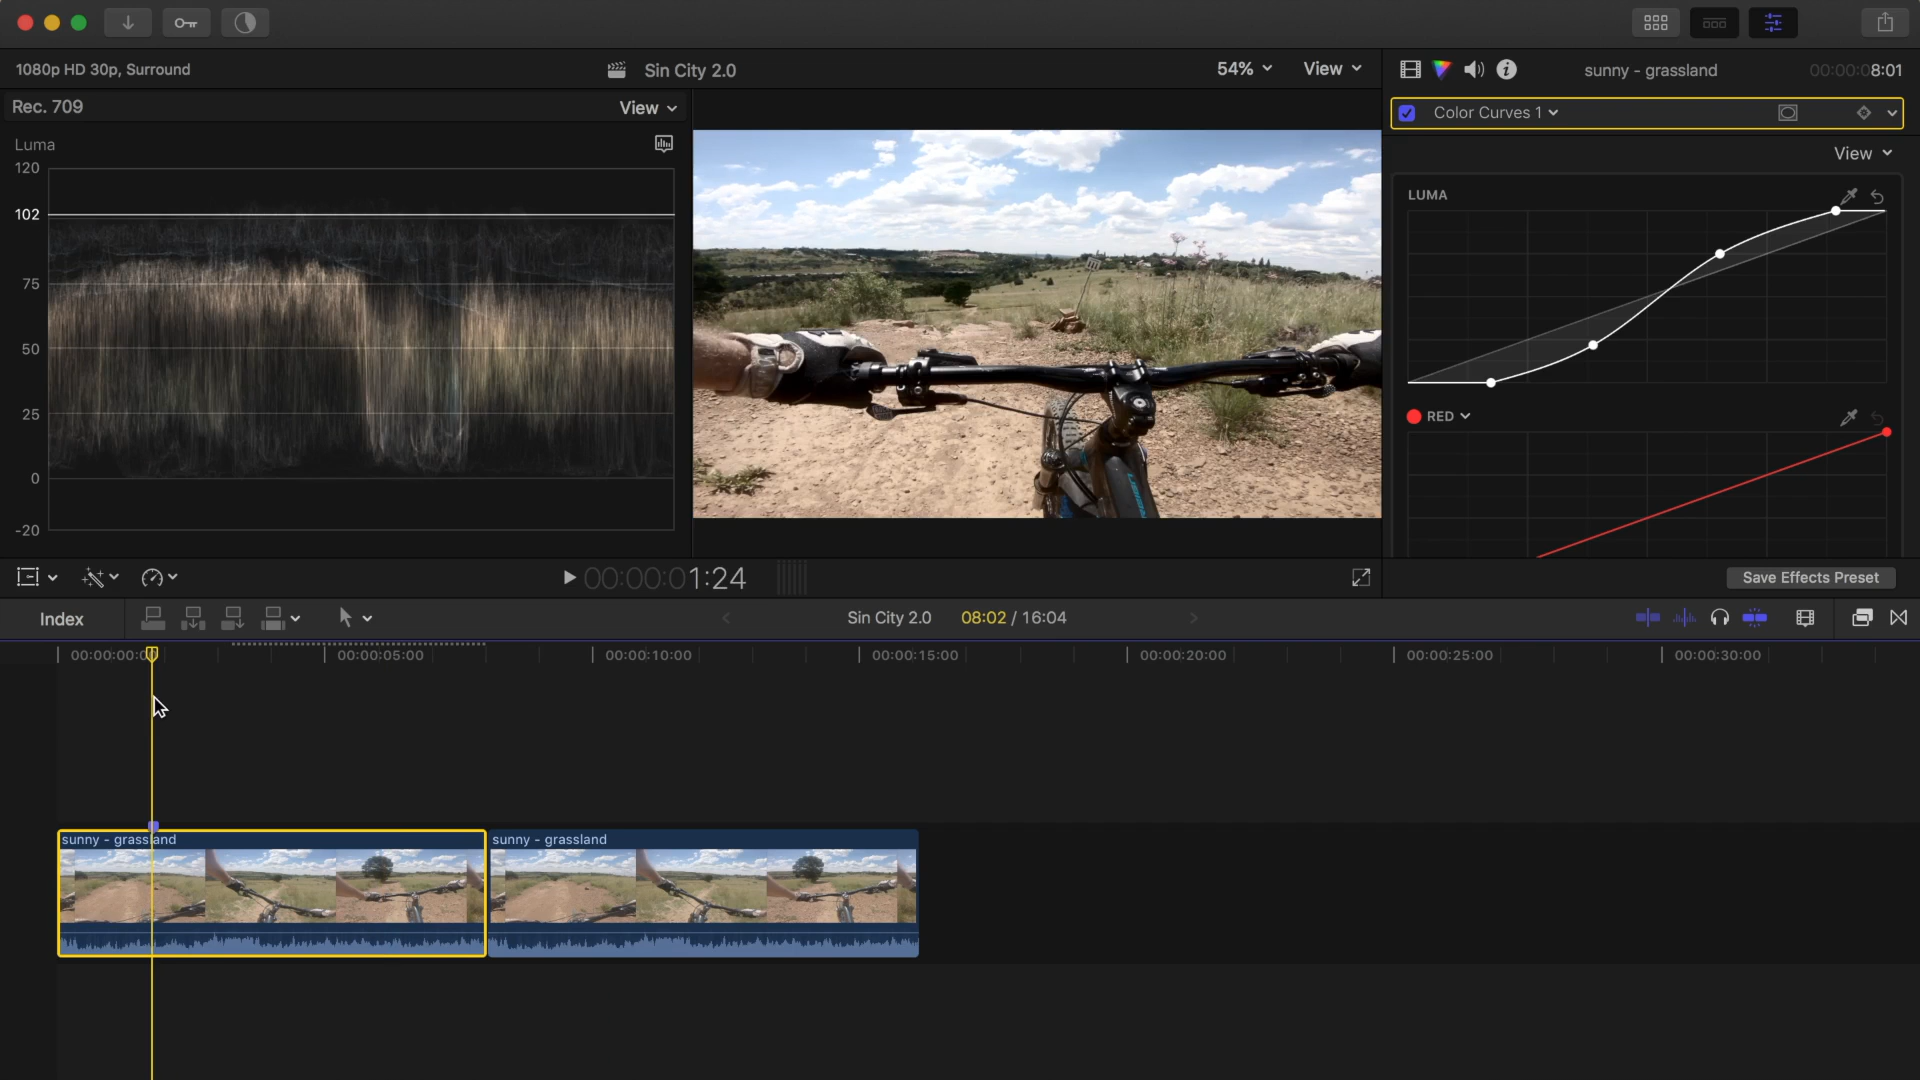 1080p HD 30p, Surround
Sin City 2.0
54%
View
sunny - grassland
00:00:08:01
Rec. 709
View
Color Curves 1
Luma
View
120
102
75
50
25
0
-20
LUMA
RED
00:00:01:24
Save Effects Preset
Index
Sin City 2.0
08:02 / 16:04
00:00:00:00
00:00:05:00
00:00:10:00
00:00:15:00
00:00:20:00
00:00:25:00
00:00:30:00
sunny - grassland
sunny - grassland